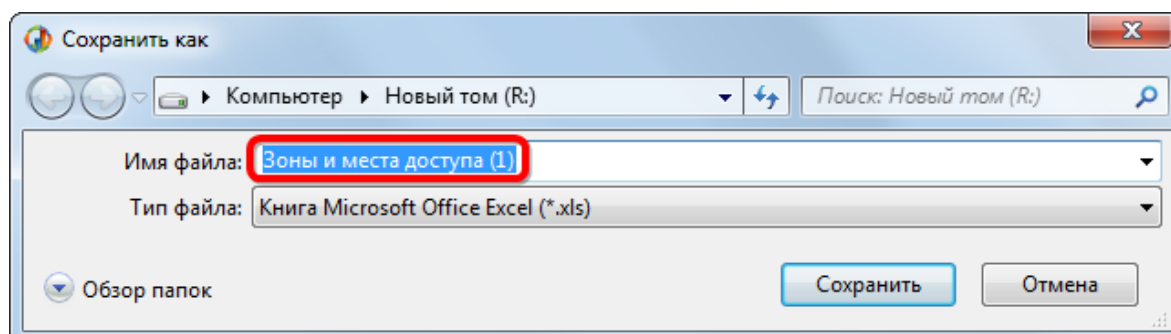 Сохранить как
Компьютер Новый том (R:) Поиск: Новый том (R:)
Имя файла: Зоны и места доступа (1)
Тип файла: Книга Microsoft Office Excel (*.xls)
Обзор папок Сохранить Отмена